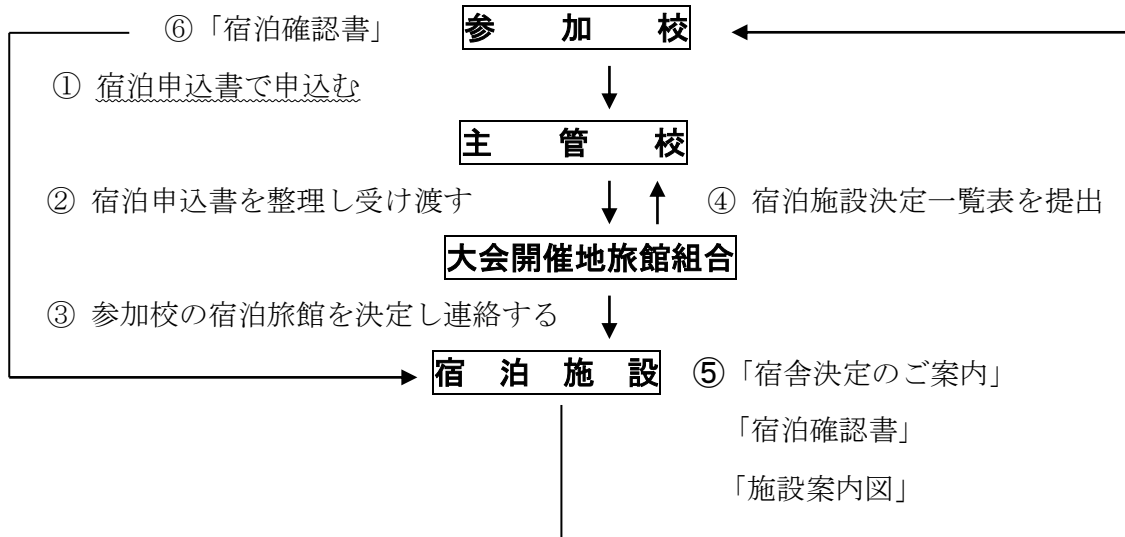 ⑥「宿泊確認書」 参 加 校
① 宿泊申込書で申込む
主 管 校
② 宿泊申込書を整理し受け渡す ④ 宿泊施設決定一覧表を提出
大会開催地旅館組合
③ 参加校の宿泊旅館を決定し連絡する
宿 泊 施 設 ⑤「宿舎決定のご案内」
「宿泊確認書」
「施設案内図」